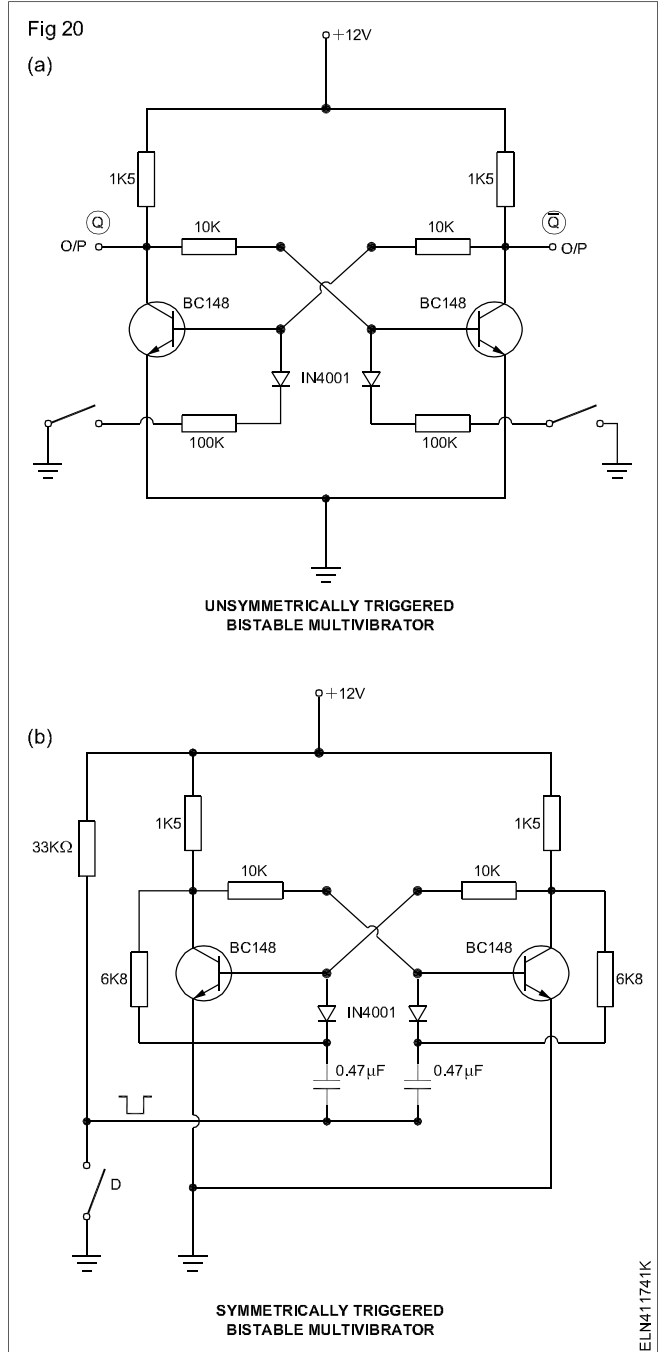 Fig 20
(a)
+12V
1K5 1K5
Q Q̅
10K 10K
O/P O/P
BC148 BC148
IN4001
100K 100K
UNSYMMETRICALLY TRIGGERED
BISTABLE MULTIVIBRATOR
+12V
(b)
1K5 1K5
33KΩ
10K 10K
BC148 BC148
6K8 6K8
IN4001
0.47µF 0.47µF
D
SYMMETRICALLY TRIGGERED
BISTABLE MULTIVIBRATOR
ELN411741K